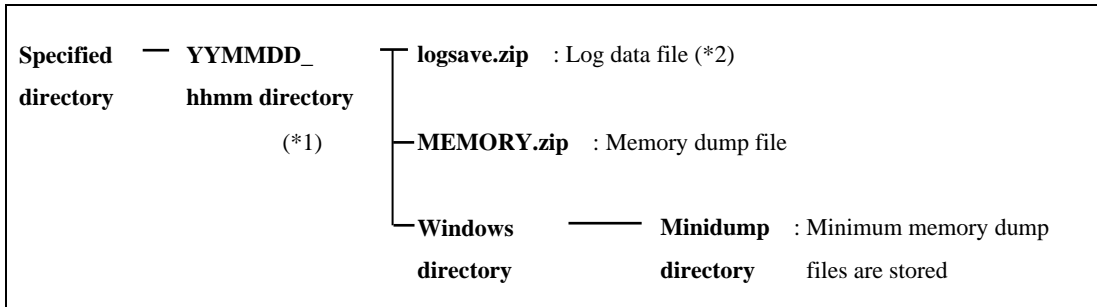 Specified YYMMDD_ logsave.zip : Log data file (*2)
directory hhmm directory
(*1) MEMORY.zip : Memory dump file
Windows Minidump : Minimum memory dump
directory directory files are stored